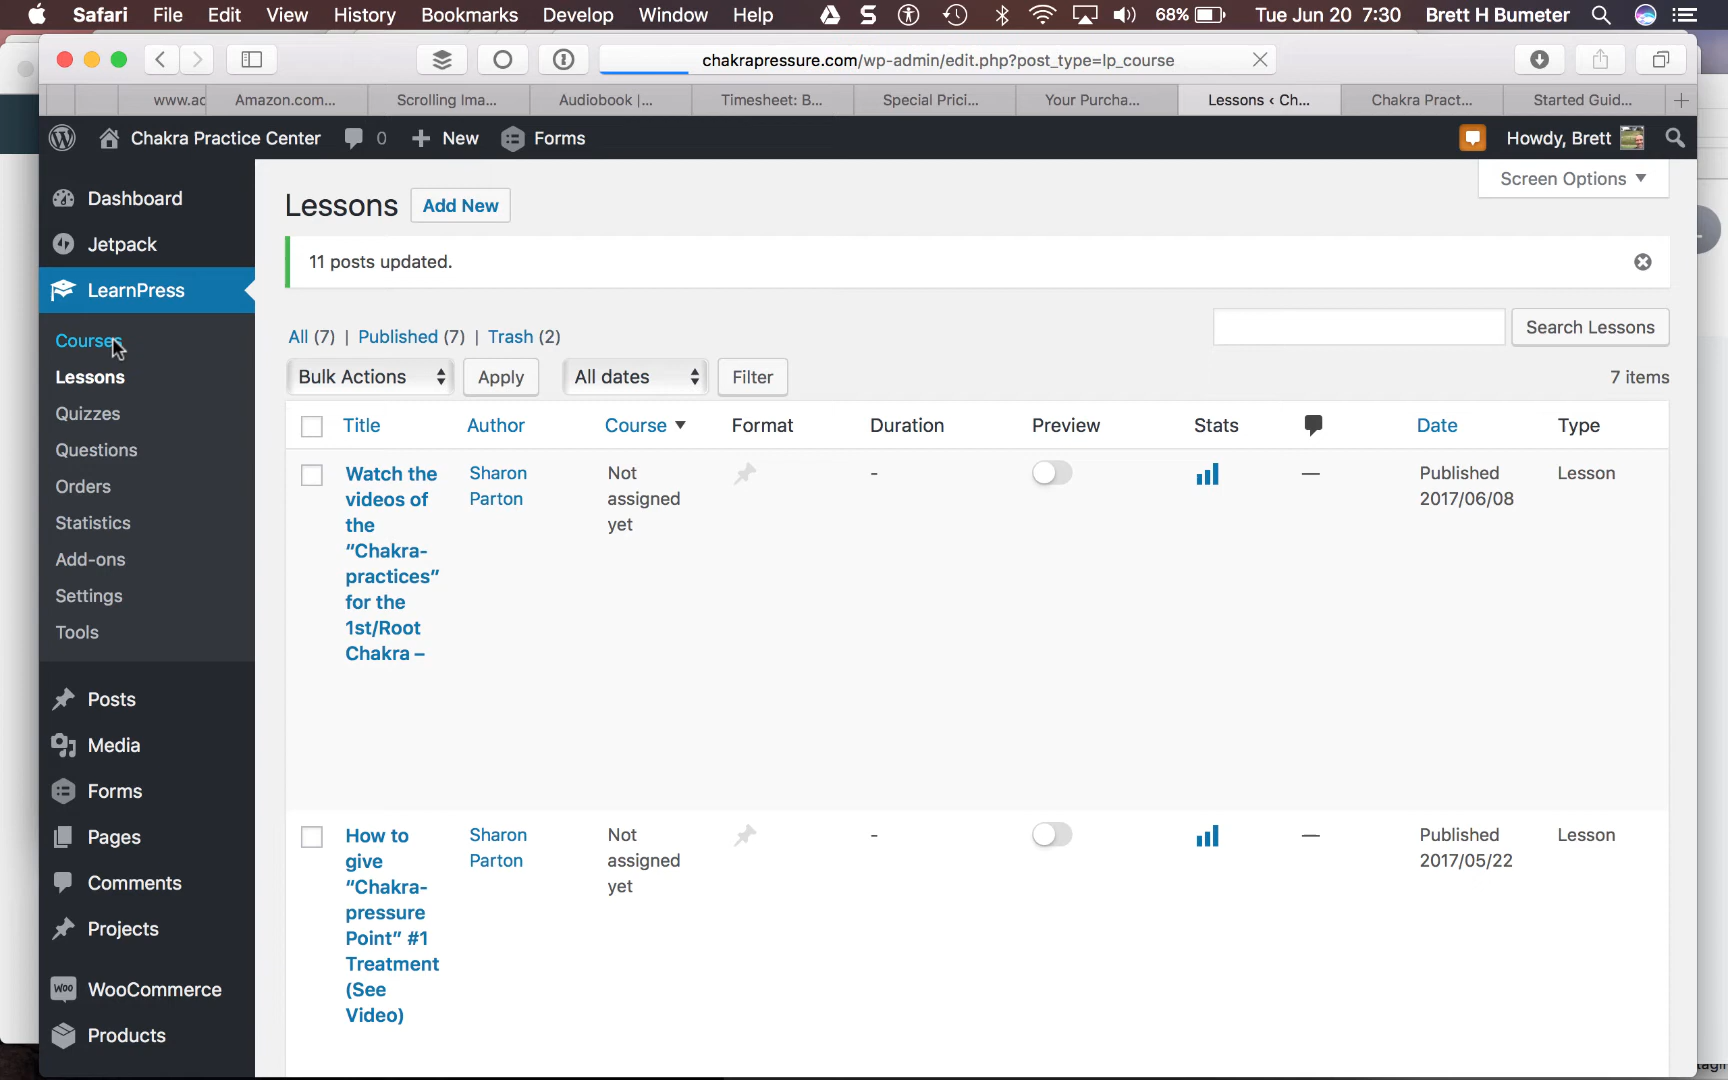 Safari File Edit View History Bookmarks Develop Window Help 68% Tue Jun 20 7:30 Brett H Bumeter
chakrapressure.com/wp-admin/edit.php?post_type=lp_course
www.ac Amazon.com... Scrolling Ima... Audiobook |... Timesheet: B... Special Prici... Your Purcha... Lessons ‹ Ch... Chakra Pract... Started Guid...
Chakra Practice Center 0 New Forms Howdy, Brett
Screen Options
Dashboard
Jetpack
LearnPress
Courses
Lessons
Quizzes
Questions
Orders
Statistics
Add-ons
Settings
Tools
Posts
Media
Forms
Pages
Comments
Projects
WooCommerce
Products
Lessons Add New
11 posts updated.
All (7) | Published (7) | Trash (2)
Search Lessons
Bulk Actions Apply All dates Filter
7 items
Title Author Course Format Duration Preview Stats Date Type
Watch the
videos of
the
“Chakra-
practices”
for the
1st/Root
Chakra –
Sharon
Parton
Not
assigned
yet
-
—
Published
2017/06/08
Lesson
How to
give
“Chakra-
pressure
Point” #1
Treatment
(See
Video)
Sharon
Parton
Not
assigned
yet
-
—
Published
2017/05/22
Lesson